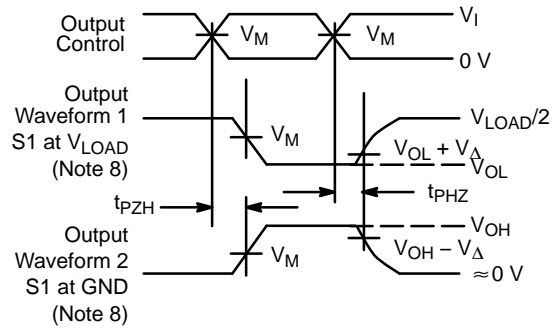 Output
Control
V_M
V_M
V_I
0 V
Output
Waveform 1
S1 at V_LOAD
(Note 8)
V_M
V_LOAD/2
V_OL + V_Δ
V_OL
t_PZH
t_PHZ
Output
Waveform 2
S1 at GND
(Note 8)
V_M
V_OH
V_OH – V_Δ
≈0 V